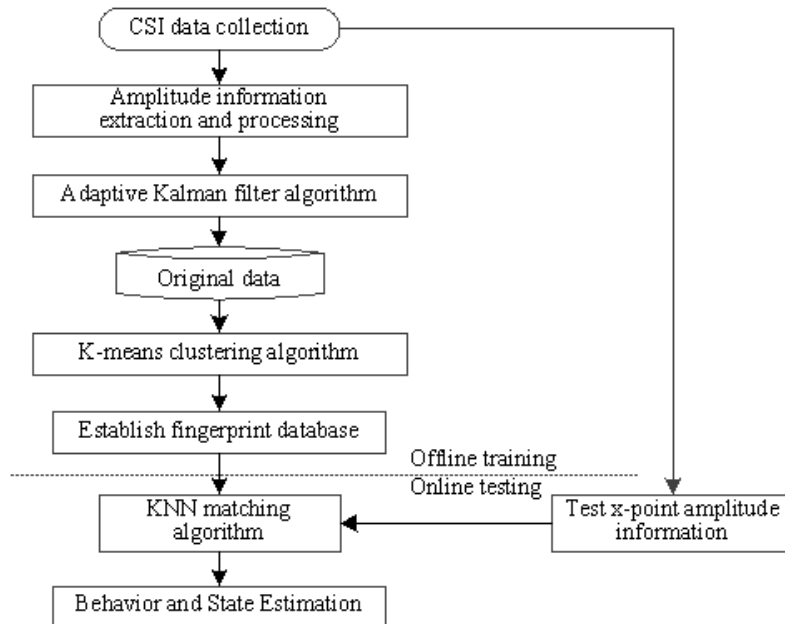 CSI data collection
Amplitude information
extraction and processing
Adaptive Kalman filter algorithm
Original data
K-means clustering algorithm
Establish fingerprint database
Offline training
Online testing
KNN matching
algorithm
Test x-point amplitude
information
Behavior and State Estimation